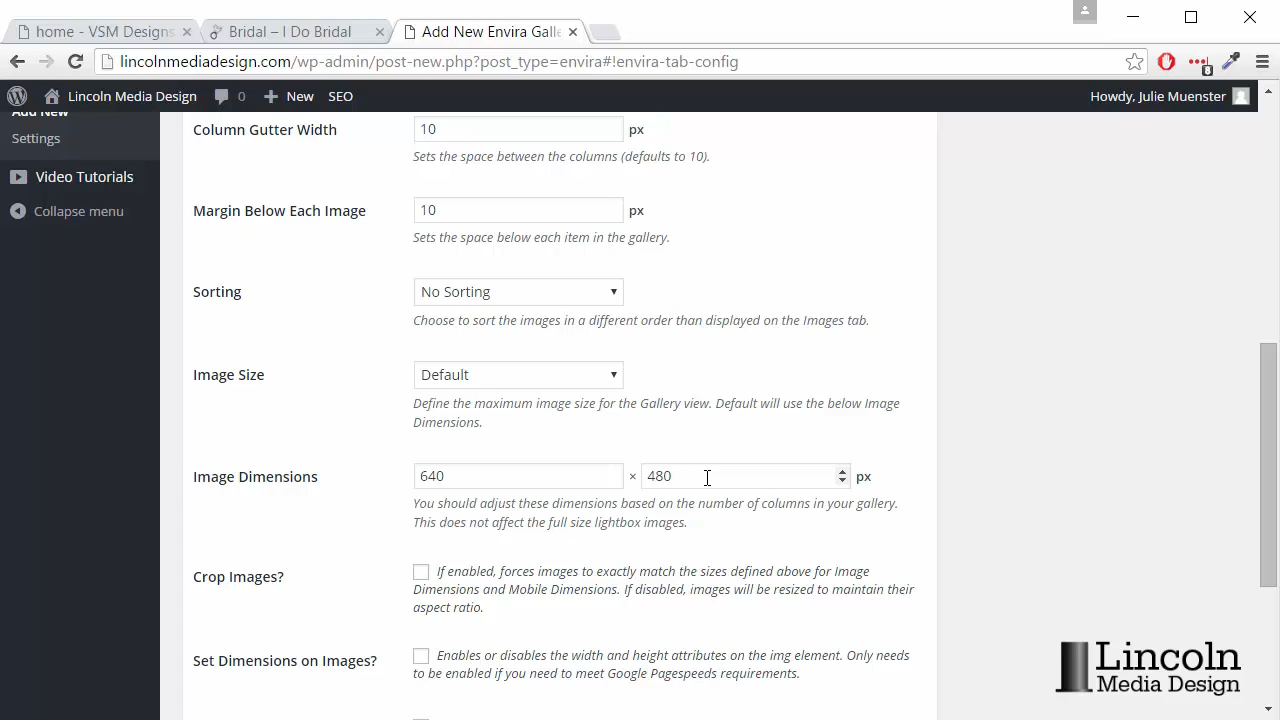 home - VSM Designs
Bridal – I Do Bridal
Add New Envira Galle
lincolnmediadesign.com/wp-admin/post-new.php?post_type=envira#!envira-tab-config
8
Lincoln Media Design
0
New
SEO
Howdy, Julie Muenster
Add New
Settings
Video Tutorials
Collapse menu
Column Gutter Width
10
px
Sets the space between the columns (defaults to 10).
Margin Below Each Image
10
px
Sets the space below each item in the gallery.
Sorting
No Sorting
Choose to sort the images in a different order than displayed on the Images tab.
Image Size
Default
Define the maximum image size for the Gallery view. Default will use the below Image
Dimensions.
Image Dimensions
640
×
480
px
You should adjust these dimensions based on the number of columns in your gallery.
This does not affect the full size lightbox images.
Crop Images?
If enabled, forces images to exactly match the sizes defined above for Image
Dimensions and Mobile Dimensions. If disabled, images will be resized to maintain their
aspect ratio.
Set Dimensions on Images?
Enables or disables the width and height attributes on the img element. Only needs
to be enabled if you need to meet Google Pagespeeds requirements.
Lincoln
Media Design